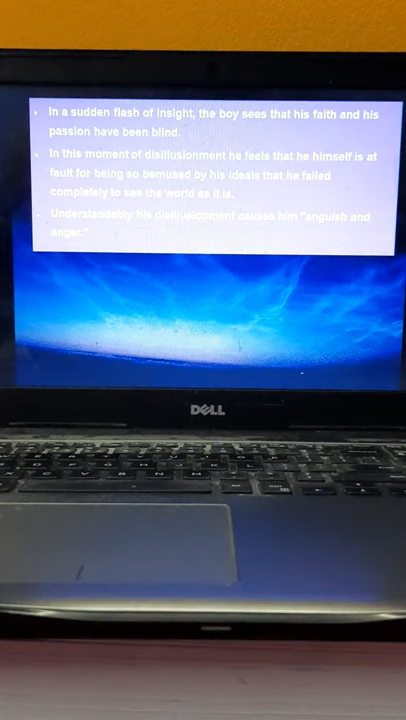 • In a sudden flash of insight, the boy sees that his faith and his
passion have been blind.
• In this moment of disillusionment he feels that he himself is at
fault for being so bemused by his ideals that he failed
completely to see the world as it is.
• Understandably his disillusionment causes him "anguish and
anger."
DELL